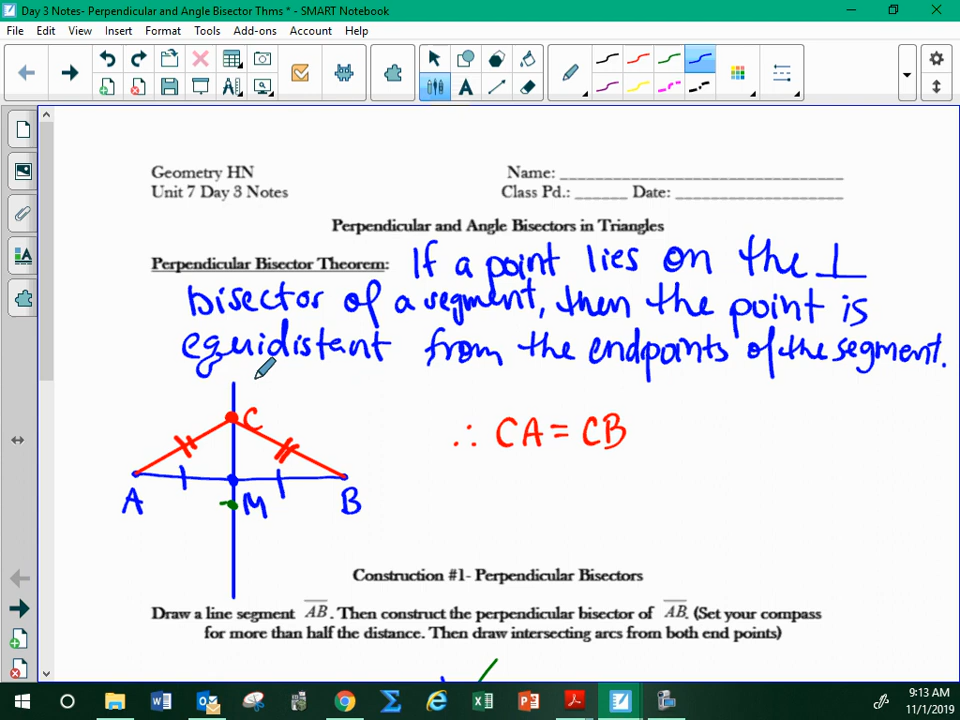 Day 3 Notes- Perpendicular and Angle Bisector Thms * - SMART Notebook
File Edit View Insert Format Tools Add-ons Account Help
Geometry HN Name: ________________________________
Unit 7 Day 3 Notes Class Pd.: ______ Date: ___________________
Perpendicular and Angle Bisectors in Triangles
Perpendicular Bisector Theorem: If a point lies on the ⊥
bisector of a segment, then the point is
equidistant from the endpoints of the segment.
C
∴ CA = CB
A M B
Construction #1- Perpendicular Bisectors
Draw a line segment AB. Then construct the perpendicular bisector of AB. (Set your compass
for more than half the distance. Then draw intersecting arcs from both end points)
9:13 AM
11/1/2019